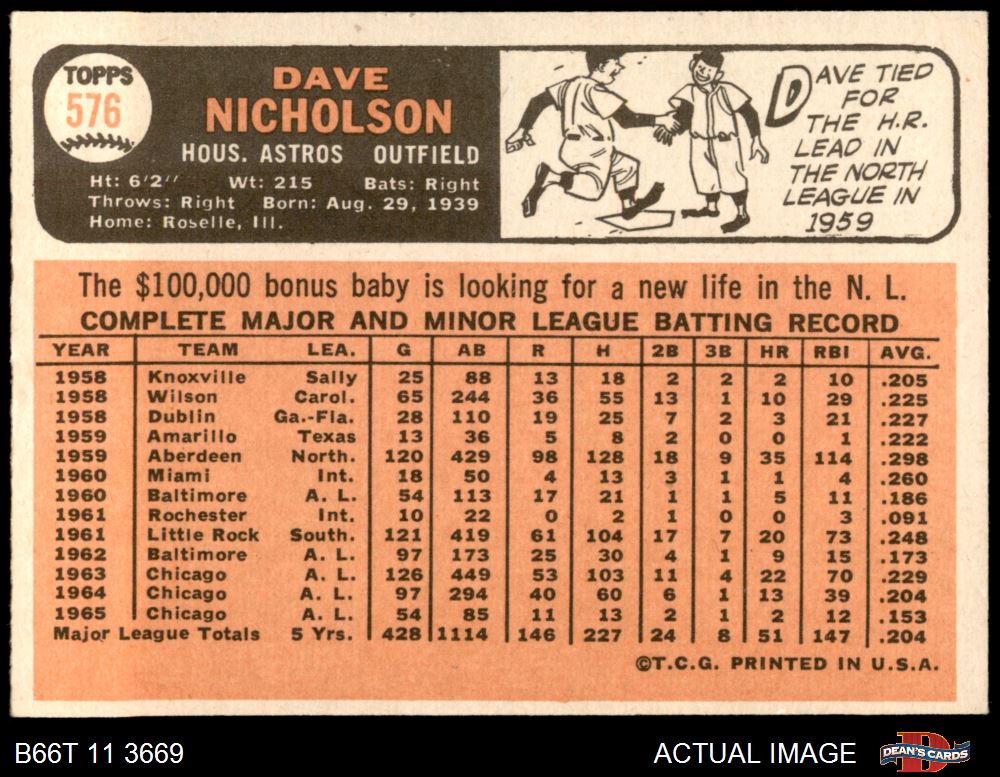 TOPPS
576
DAVE
NICHOLSON
HOUS. ASTROS OUTFIELD
Ht: 6'2" Wt: 215 Bats: Right
Throws: Right Born: Aug. 29, 1939
Home: Roselle, Ill.
DAVE TIED
FOR
THE H.R.
LEAD IN
THE NORTH
LEAGUE IN
1959
The $100,000 bonus baby is looking for a new life in the N. L.
COMPLETE MAJOR AND MINOR LEAGUE BATTING RECORD
YEAR TEAM LEA. G AB R H 2B 3B HR RBI AVG.
1958 Knoxville Sally 25 88 13 18 2 2 2 10 .205
1958 Wilson Carol. 65 244 36 55 13 1 10 29 .225
1958 Dublin Ga.-Fla. 28 110 19 25 7 2 3 21 .227
1959 Amarillo Texas 13 36 5 8 2 0 0 1 .222
1959 Aberdeen North. 120 429 98 128 18 9 35 114 .298
1960 Miami Int. 18 50 4 13 3 1 1 4 .260
1960 Baltimore A. L. 54 113 17 21 1 1 5 11 .186
1961 Rochester Int. 10 22 0 2 1 0 0 3 .091
1961 Little Rock South. 121 419 61 104 17 7 20 73 .248
1962 Baltimore A. L. 97 173 25 30 4 1 9 15 .173
1963 Chicago A. L. 126 449 53 103 11 4 22 70 .229
1964 Chicago A. L. 97 294 40 60 6 1 13 39 .204
1965 Chicago A. L. 54 85 11 13 2 1 2 12 .153
Major League Totals 5 Yrs. 428 1114 146 227 24 8 51 147 .204
©T.C.G. PRINTED IN U.S.A.
B66T 11 3669 ACTUAL IMAGE DEAN'S CARDS